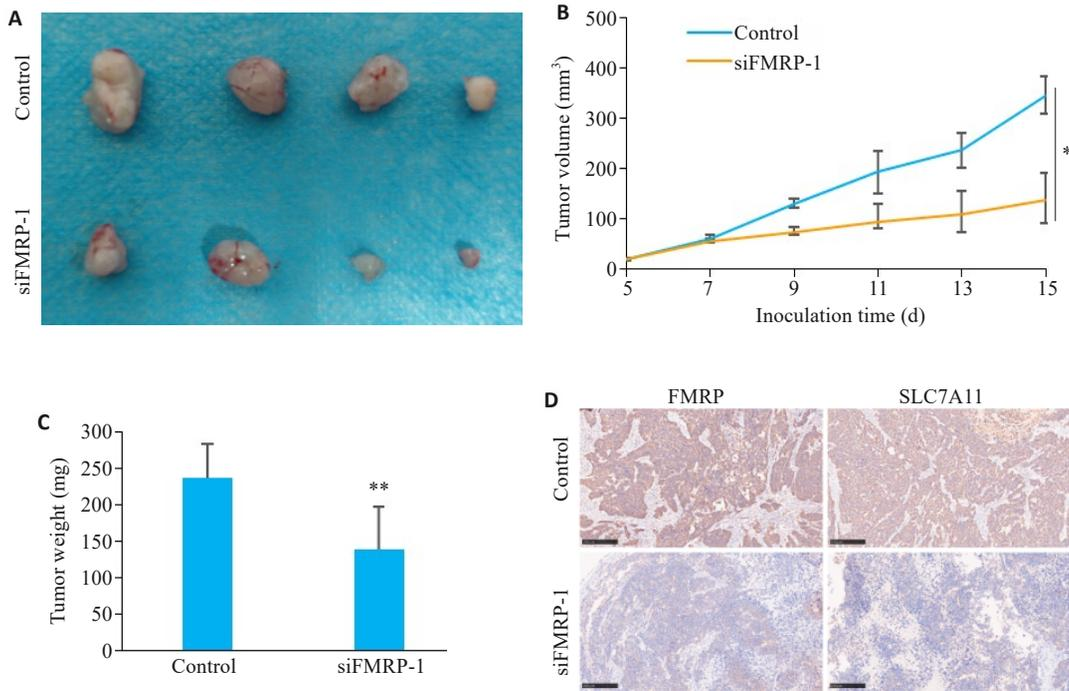 A
Control
siFMRP-1
B
500
400
300
200
100
0
Tumor volume (mm³)
Control
siFMRP-1
*
5 7 9 11 13 15
Inoculation time (d)
C
300
250
200
150
100
50
0
Tumor weight (mg)
**
Control siFMRP-1
D
FMRP SLC7A11
Control
siFMRP-1